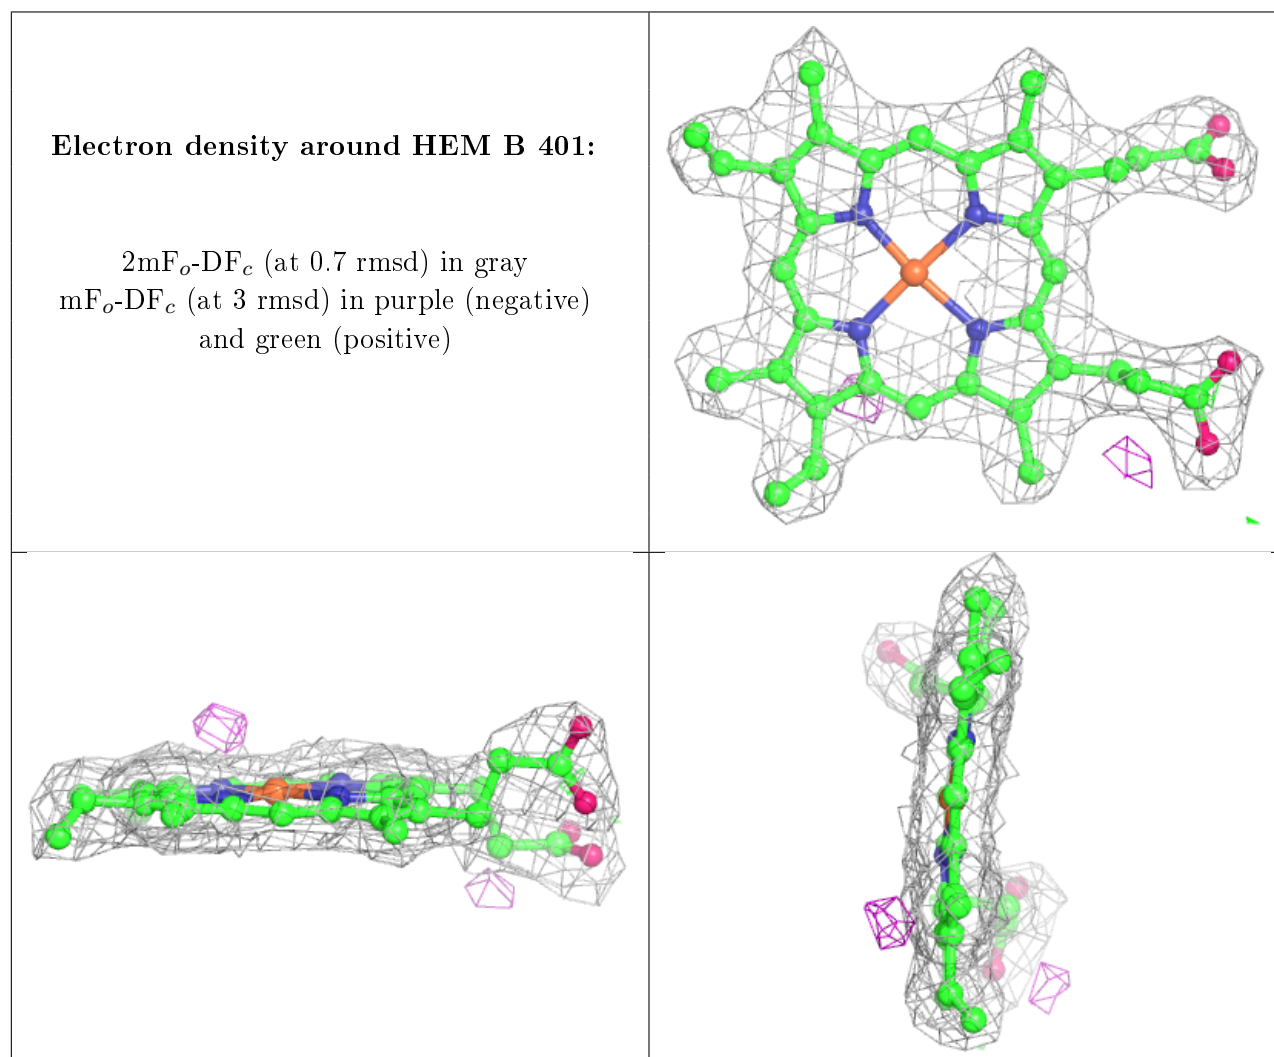 Electron density around HEM B 401:
2mFₒ-DF𝑐 (at 0.7 rmsd) in gray
mFₒ-DF𝑐 (at 3 rmsd) in purple (negative)
and green (positive)